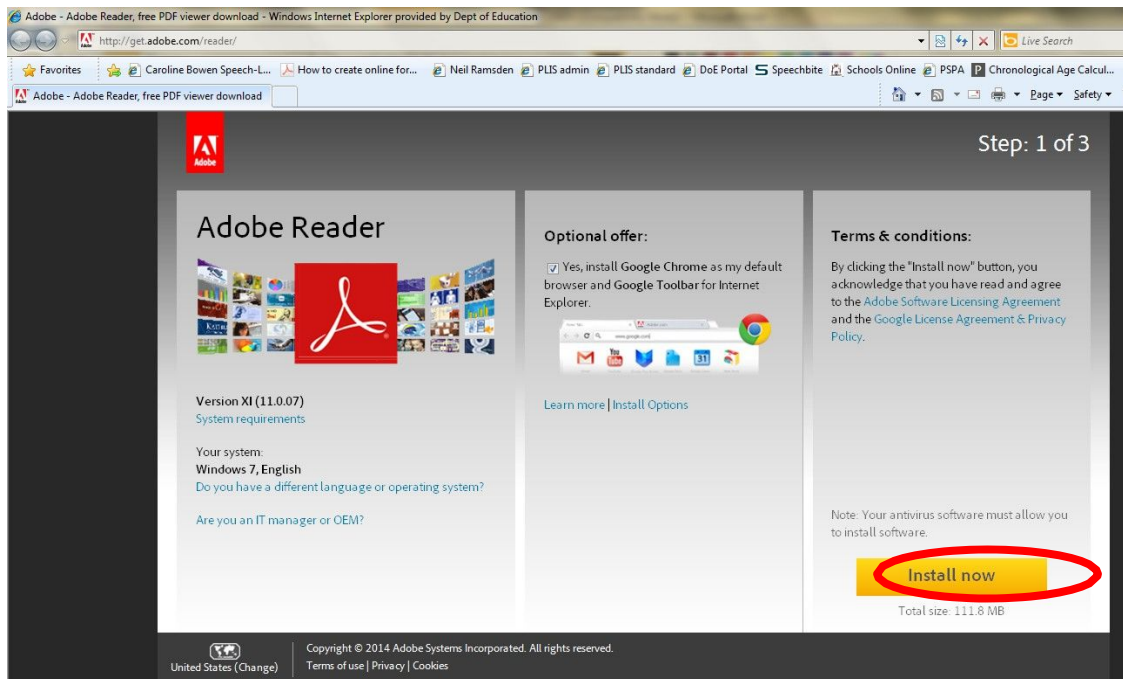 Adobe - Adobe Reader, free PDF viewer download - Windows Internet Explorer provided by Dept of Education
http://get.adobe.com/reader/
Live Search
Favorites
Caroline Bowen Speech-L...
How to create online for...
Neil Ramsden
PLIS admin
PLIS standard
DoE Portal
Speechbite
Schools Online
PSPA
Chronological Age Calcul...
Adobe - Adobe Reader, free PDF viewer download
Page
Safety
Adobe
Step: 1 of 3
Adobe Reader
Version XI (11.0.07)
System requirements
Your system:
Windows 7, English
Do you have a different language or operating system?
Are you an IT manager or OEM?
Optional offer:
Yes, install Google Chrome as my default
browser and Google Toolbar for Internet
Explorer.
www.google.com
You
Tube
31
Learn more | Install Options
Terms & conditions:
By clicking the "Install now" button, you
acknowledge that you have read and agree
to the Adobe Software Licensing Agreement
and the Google License Agreement & Privacy
Policy.
Note: Your antivirus software must allow you
to install software.
Install now
Total size: 111.8 MB
United States (Change)
Copyright © 2014 Adobe Systems Incorporated. All rights reserved.
Terms of use | Privacy | Cookies